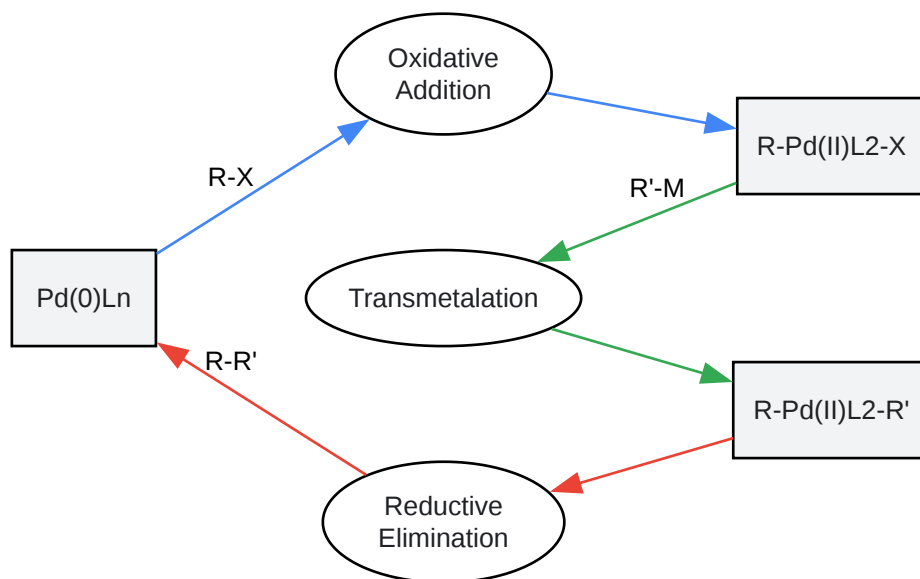 Oxidative
Addition
R-Pd(II)L2-X
R-X
R'-M
Pd(0)Ln
Transmetalation
R-R'
R-Pd(II)L2-R'
Reductive
Elimination